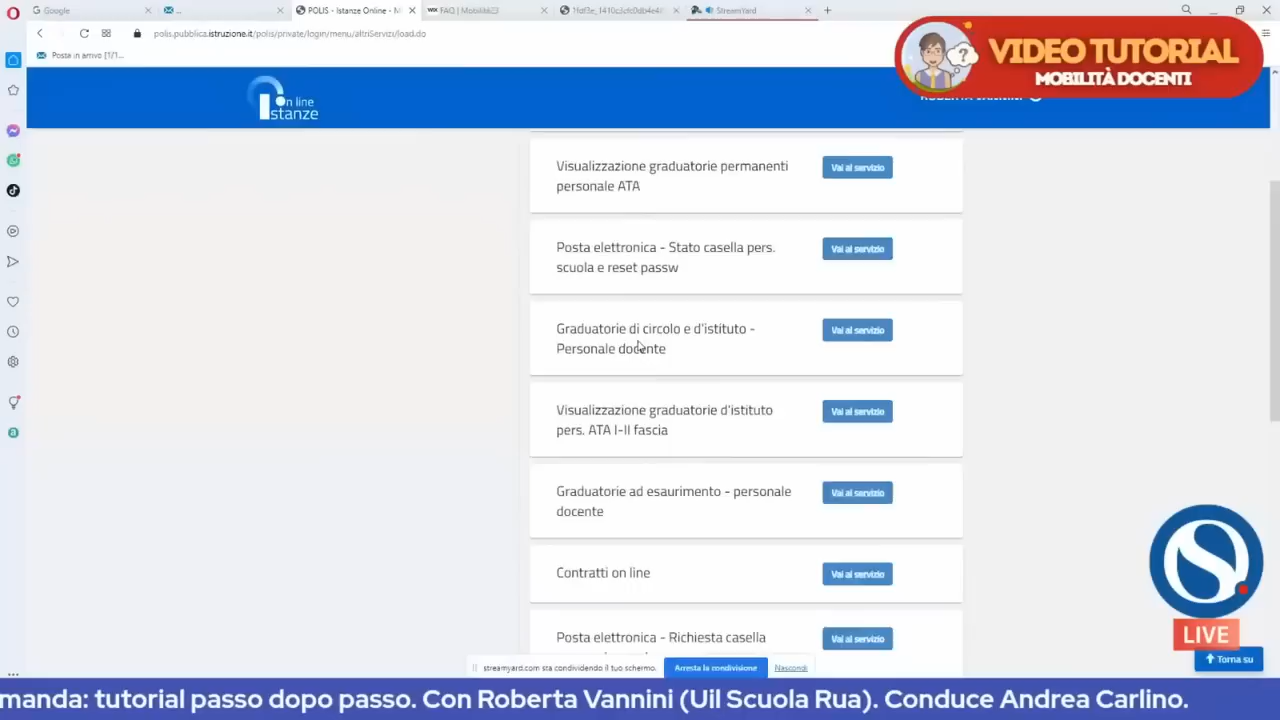 Google
POLIS - Istanze Online - M
FAQ | Mobilità23
StreamYard
polis.pubblica.istruzione.it/polis/private/login/menu/altriServizi/load.do
Posta in arrivo
VIDEO TUTORIAL
MOBILITÀ DOCENTI
Istanze
on line
Visualizzazione graduatorie permanenti
personale ATA
Vai al servizio
Posta elettronica - Stato casella pers.
scuola e reset passw
Vai al servizio
Graduatorie di circolo e d'istituto -
Personale docente
Vai al servizio
Visualizzazione graduatorie d'istituto
pers. ATA I-II fascia
Vai al servizio
Graduatorie ad esaurimento - personale
docente
Vai al servizio
Contratti on line
Vai al servizio
Posta elettronica - Richiesta casella
Vai al servizio
LIVE
Torna su
streamyard.com sta condividendo il tuo schermo.
Arresta la condivisione
Nascondi
manda: tutorial passo dopo passo. Con Roberta Vannini (Uil Scuola Rua). Conduce Andrea Carlino.